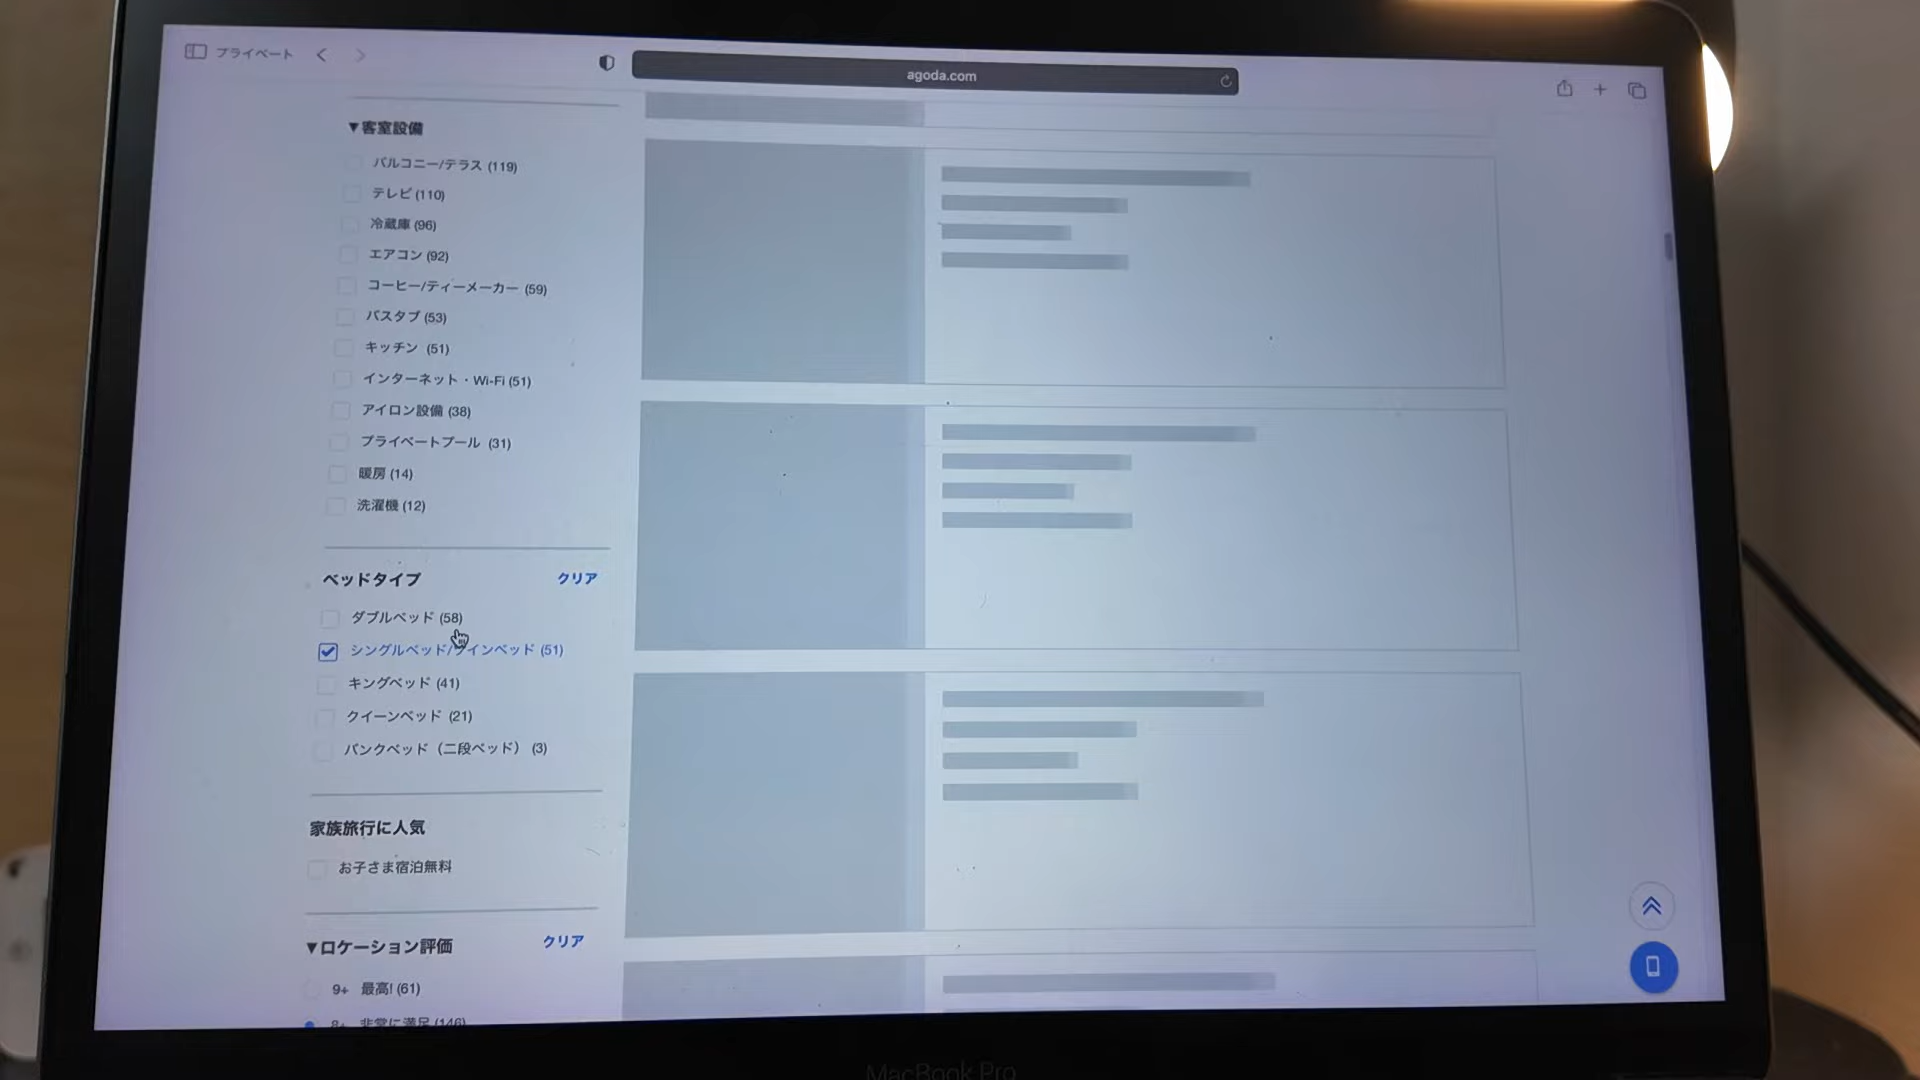 プライベート
agoda.com
▼客室設備
バルコニー/テラス (119)
テレビ (110)
冷蔵庫 (96)
エアコン (92)
コーヒー/ティーメーカー (59)
バスタブ (53)
キッチン (51)
インターネット・Wi-Fi (51)
アイロン設備 (38)
プライベートプール (31)
暖房 (14)
洗濯機 (12)
ベッドタイプ クリア
ダブルベッド (58)
シングルベッド/ツインベッド (51)
キングベッド (41)
クイーンベッド (21)
バンクベッド（二段ベッド） (3)
家族旅行に人気
お子さま宿泊無料
▼ロケーション評価 クリア
9+ 最高! (61)
8+ 非常に満足 (146)
MacBook Pro